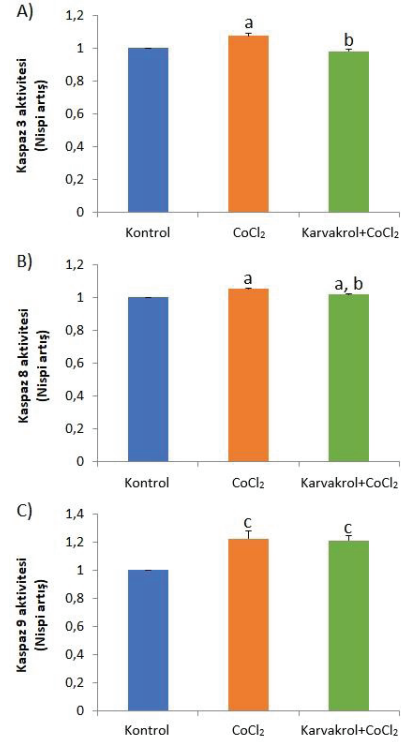 A)
Kaspaz 3 aktivitesi
(Nispi artış)
1,2
1
0,8
0,6
0,4
0,2
0
a
b
Kontrol
CoCl₂
Karvakrol+CoCl₂
B)
Kaspaz 8 aktivitesi
(Nispi artış)
1,2
1
0,8
0,6
0,4
0,2
0
a
a, b
Kontrol
CoCl₂
Karvakrol+CoCl₂
C)
Kaspaz 9 aktivitesi
(Nispi artış)
1,4
1,2
1
0,8
0,6
0,4
0,2
0
c
c
Kontrol
CoCl₂
Karvakrol+CoCl₂